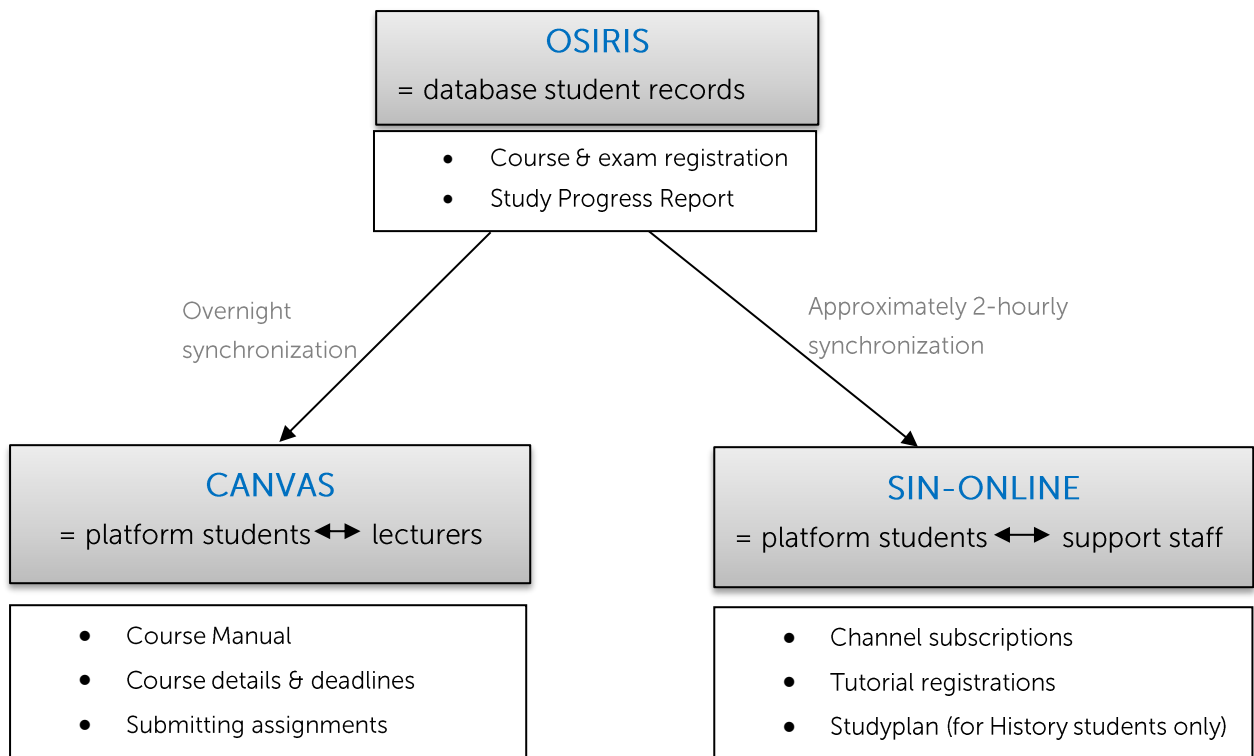 OSIRIS
= database student records
• Course & exam registration
• Study Progress Report
Overnight
synchronization
Approximately 2-hourly
synchronization
CANVAS
= platform students ↔ lecturers
• Course Manual
• Course details & deadlines
• Submitting assignments
SIN-ONLINE
= platform students ↔ support staff
• Channel subscriptions
• Tutorial registrations
• Studyplan (for History students only)